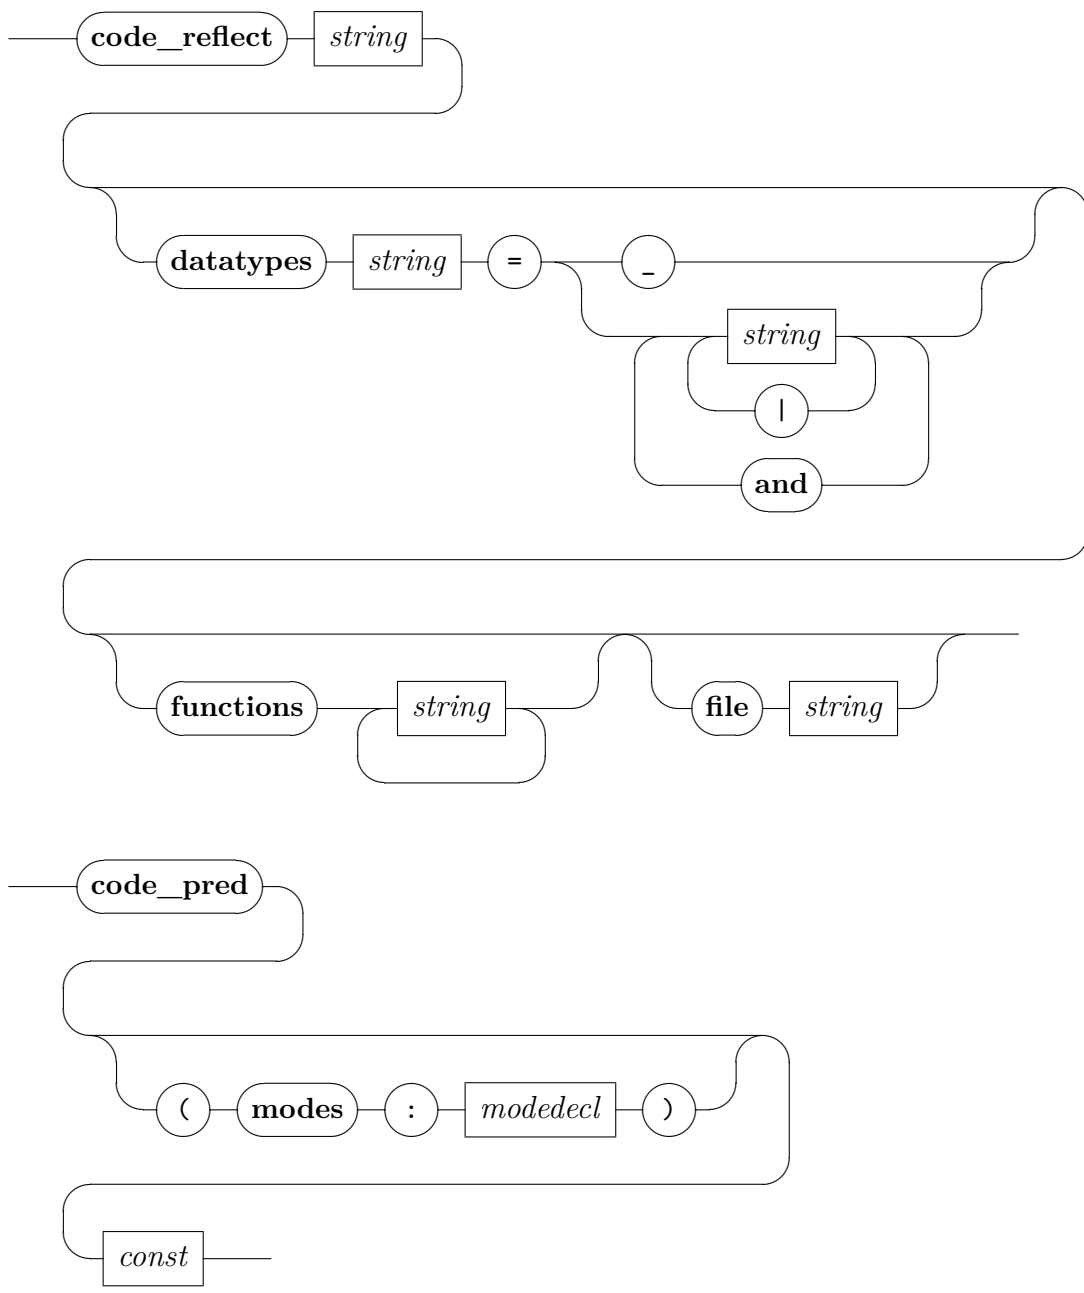 code_reflect string
datatypes string = _
string
|
and
functions string file string
code_pred
( modes : modedecl )
const